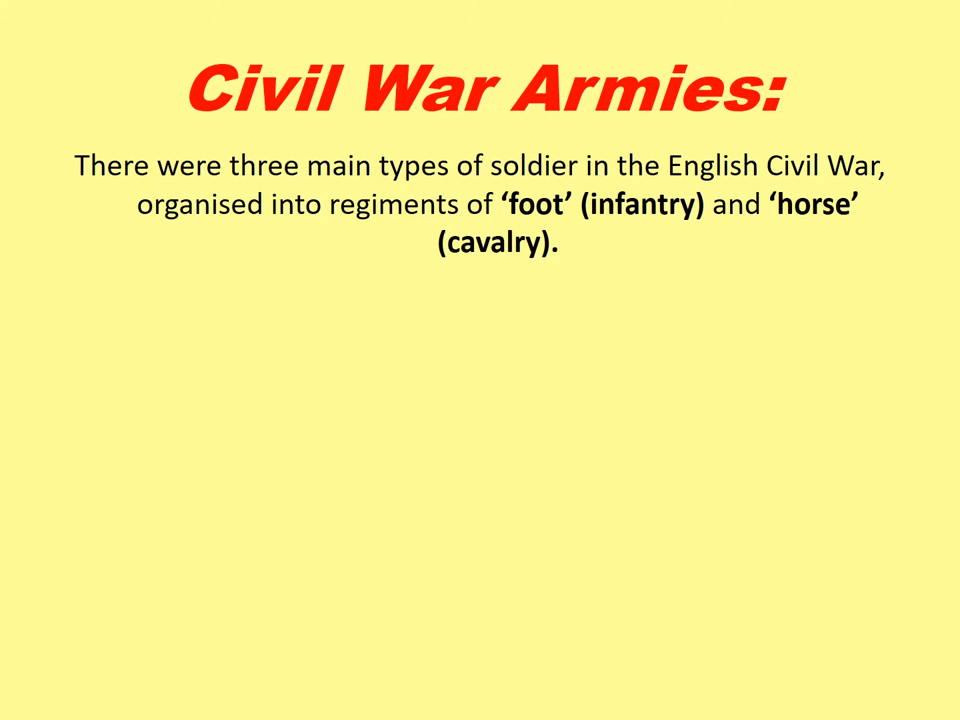 Civil War Armies:
There were three main types of soldier in the English Civil War,
organised into regiments of ‘foot’ (infantry) and ‘horse’
(cavalry).